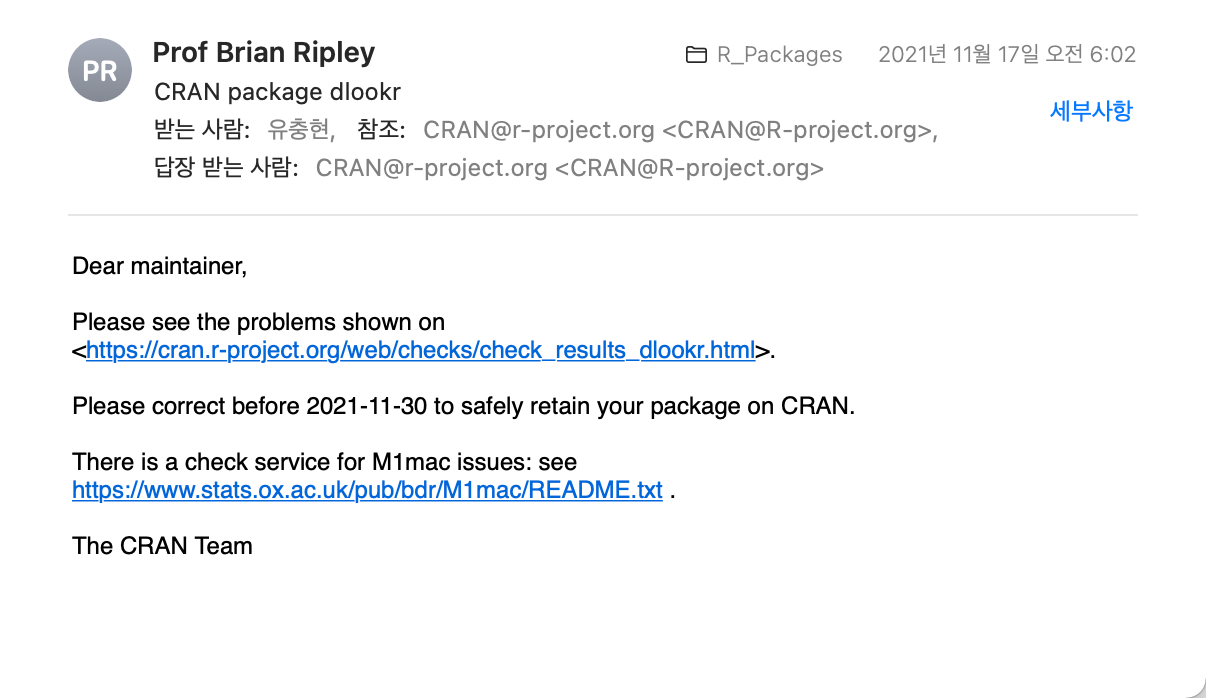 PR
Prof Brian Ripley
R_Packages 2021년 11월 17일 오전 6:02
CRAN package dlookr
세부사항
받는 사람: 유충현, 참조: CRAN@r-project.org <CRAN@R-project.org>,
답장 받는 사람: CRAN@r-project.org <CRAN@R-project.org>
Dear maintainer,
Please see the problems shown on
<https://cran.r-project.org/web/checks/check_results_dlookr.html>.
Please correct before 2021-11-30 to safely retain your package on CRAN.
There is a check service for M1mac issues: see
https://www.stats.ox.ac.uk/pub/bdr/M1mac/README.txt .
The CRAN Team